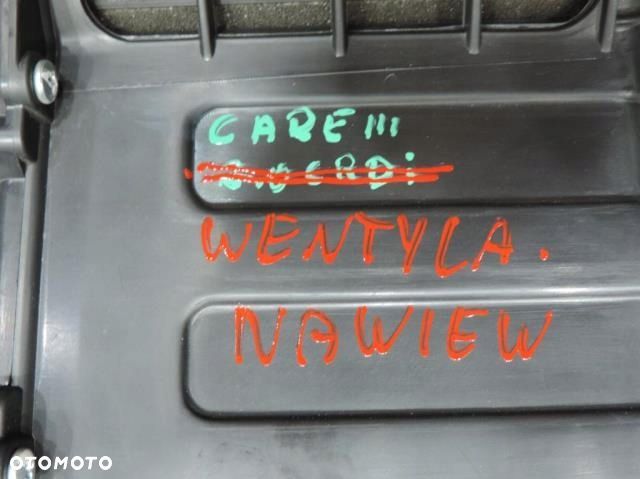 CARE III
WENTYLA.
NAWIEW
OTOMOTO